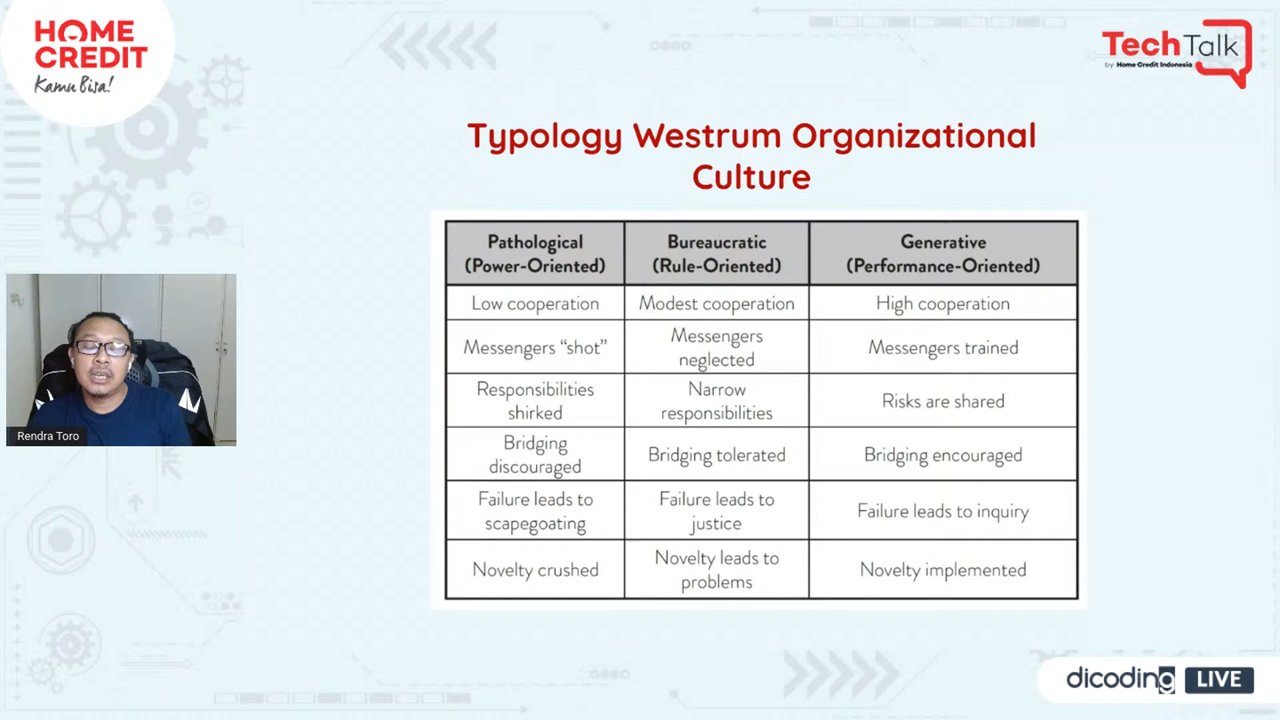 HOME
CREDIT
Kamu Bisa!
TechTalk
by Home Credit Indonesia
Typology Westrum Organizational
Culture
Pathological
(Power-Oriented)
Bureaucratic
(Rule-Oriented)
Generative
(Performance-Oriented)
Low cooperation
Modest cooperation
High cooperation
Messengers “shot”
Messengers
neglected
Messengers trained
Responsibilities
shirked
Narrow
responsibilities
Risks are shared
Bridging
discouraged
Bridging tolerated
Bridging encouraged
Failure leads to
scapegoating
Failure leads to
justice
Failure leads to inquiry
Novelty crushed
Novelty leads to
problems
Novelty implemented
Rendra Toro
dicoding LIVE